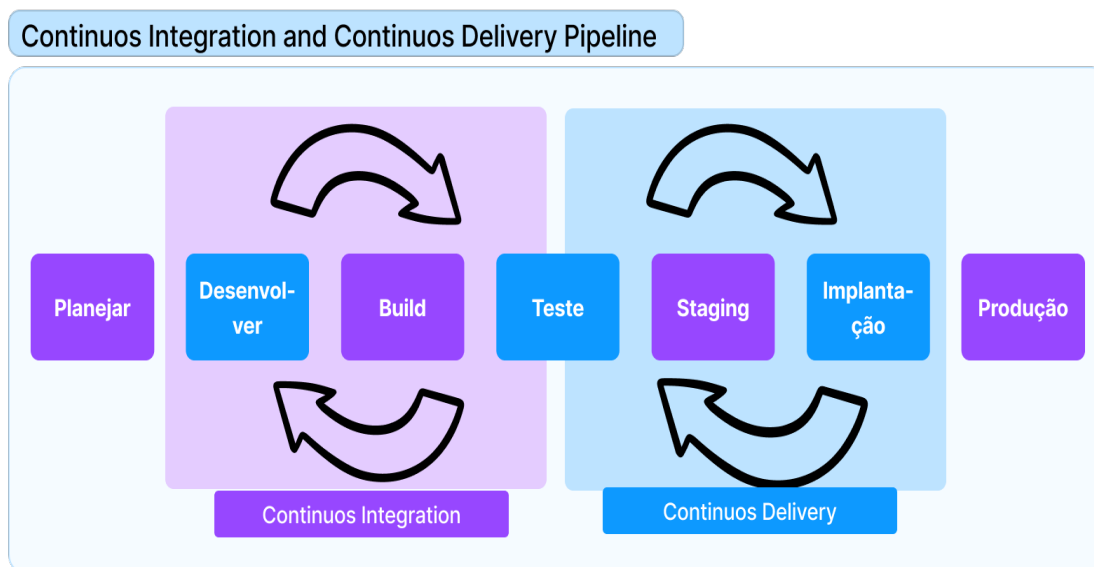 Continuos Integration and Continuos Delivery Pipeline
Planejar
Desenvol-
ver
Build
Teste
Staging
Implanta-
ção
Produção
Continuos Integration
Continuos Delivery